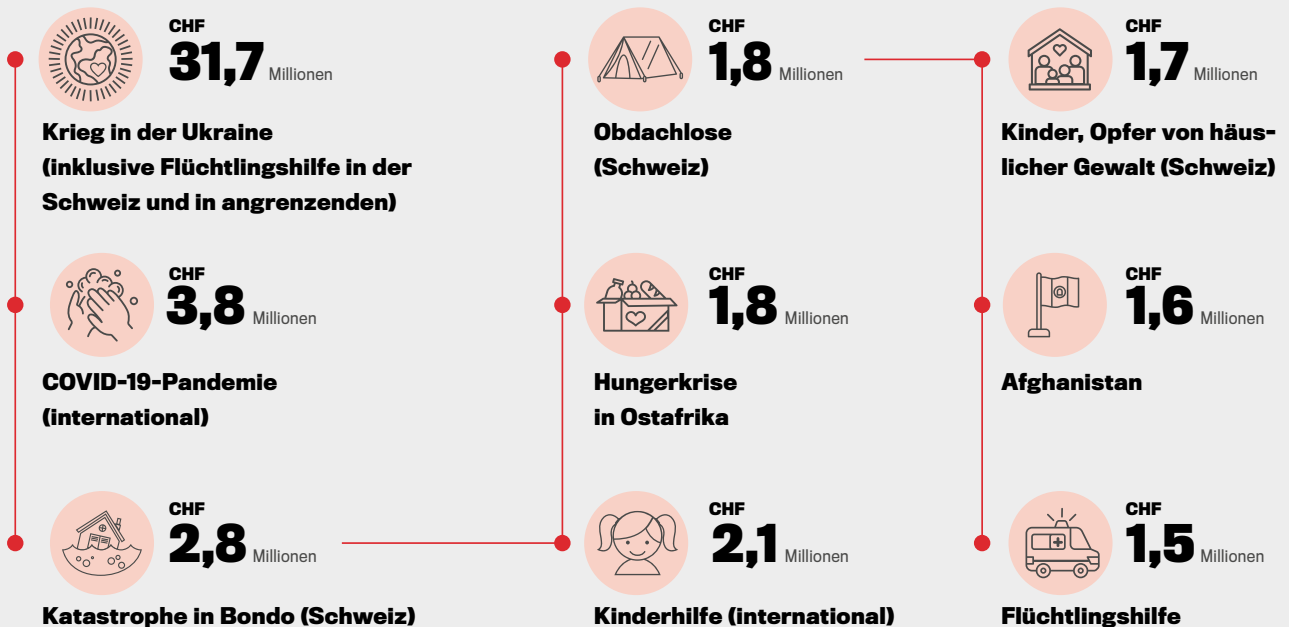 CHF
31,7 Millionen
Krieg in der Ukraine
(inklusive Flüchtlingshilfe in der
Schweiz und in angrenzenden)
CHF
3,8 Millionen
COVID-19-Pandemie
(international)
CHF
2,8 Millionen
Katastrophe in Bondo (Schweiz)
CHF
2,1 Millionen
Kinderhilfe (international)
CHF
1,8 Millionen
Hungerkrise
in Ostafrika
CHF
1,8 Millionen
Obdachlose
(Schweiz)
CHF
1,7 Millionen
Kinder, Opfer von häus-
licher Gewalt (Schweiz)
CHF
1,6 Millionen
Afghanistan
CHF
1,5 Millionen
Flüchtlingshilfe